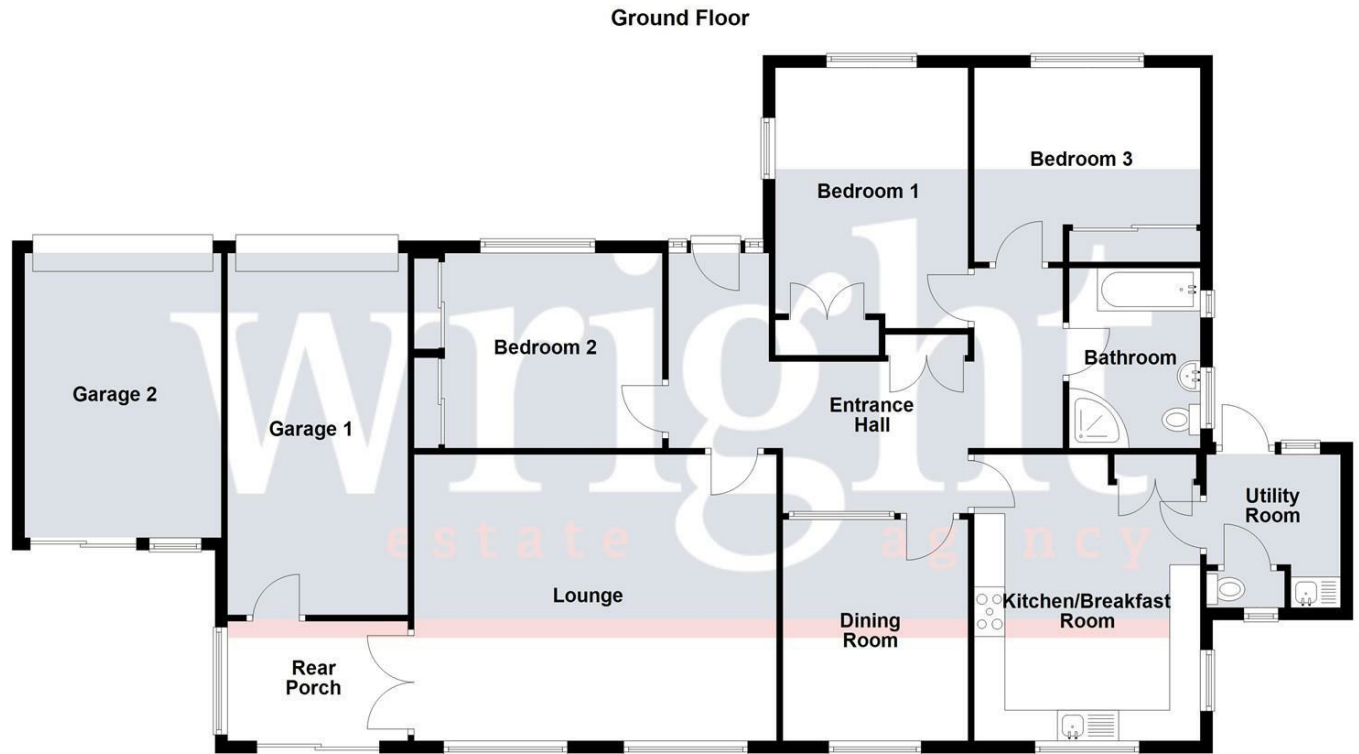 Ground Floor
Bedroom 1
Bedroom 3
Bedroom 2
Garage 2
Garage 1
Entrance
Hall
Bathroom
Utility
Room
Lounge
Dining
Room
Kitchen/Breakfast
Room
Rear
Porch
wright
estate agency